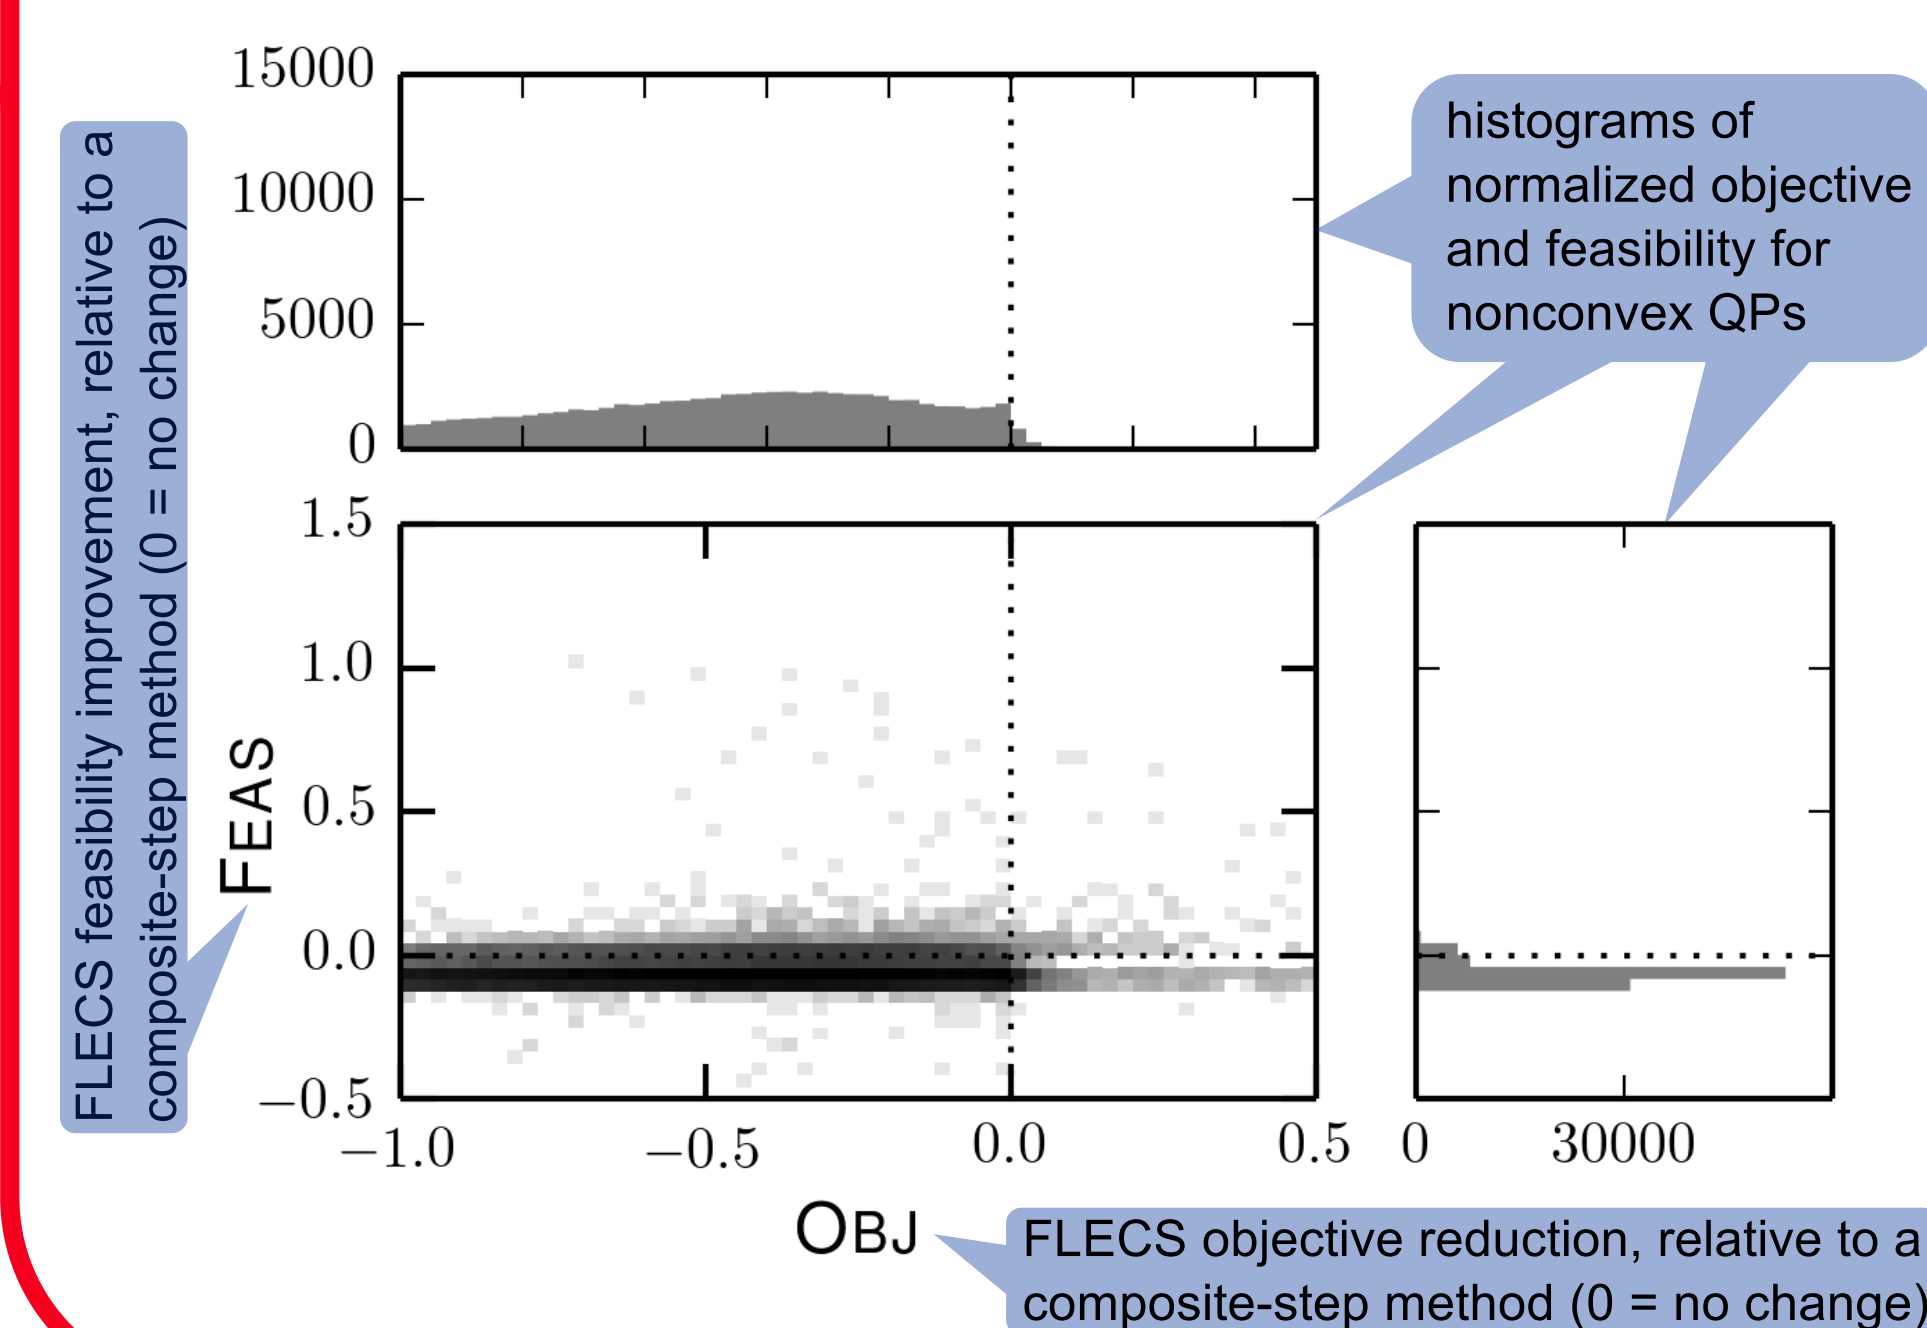 FLECS feasibility improvement, relative to a
composite-step method (0 = no change)
15000
10000
5000
0
histograms of
normalized objective
and feasibility for
nonconvex QPs
1.5
1.0
0.5
0.0
−0.5
FEAS
−1.0
−0.5
0.0
0.5
0
30000
OBJ
FLECS objective reduction, relative to a
composite-step method (0 = no change)